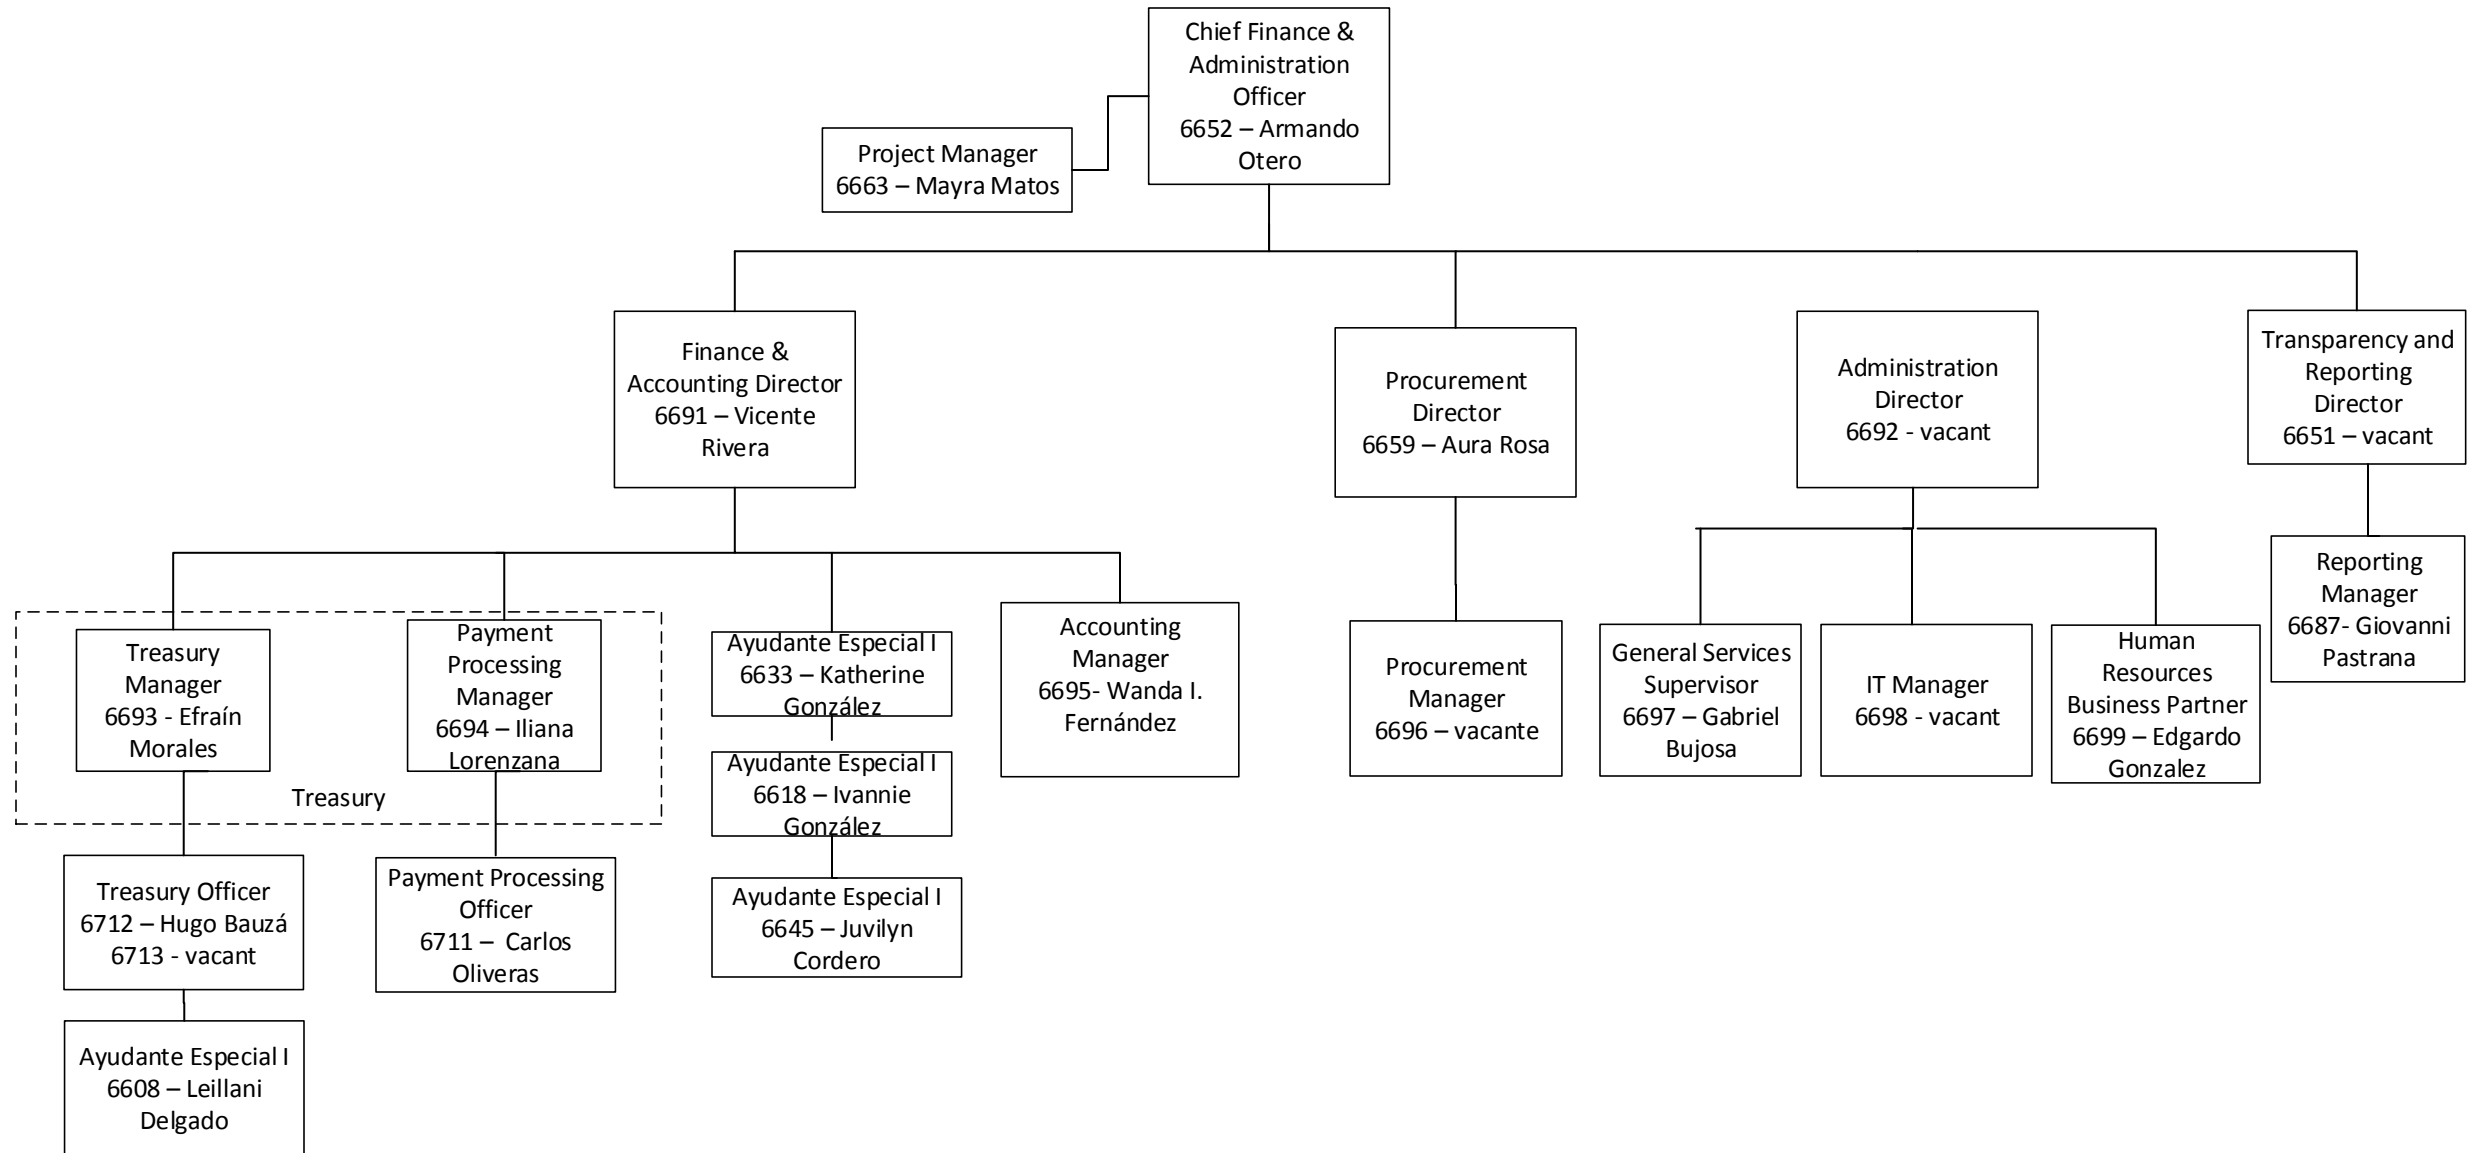 Chief Finance &
Administration
Officer
6652 – Armando
Otero
Project Manager
6663 – Mayra Matos
Finance &
Accounting Director
6691 – Vicente
Rivera
Procurement
Director
6659 – Aura Rosa
Administration
Director
6692 - vacant
Transparency and
Reporting
Director
6651 – vacant
Treasury
Manager
6693 - Efraín
Morales
Payment
Processing
Manager
6694 – Iliana
Lorenzana
Treasury
Ayudante Especial I
6633 – Katherine
González
Ayudante Especial I
6618 – Ivannie
González
Ayudante Especial I
6645 – Juvilyn
Cordero
Accounting
Manager
6695- Wanda I.
Fernández
Procurement
Manager
6696 – vacante
General Services
Supervisor
6697 – Gabriel
Bujosa
IT Manager
6698 - vacant
Human
Resources
Business Partner
6699 – Edgardo
Gonzalez
Reporting
Manager
6687- Giovanni
Pastrana
Treasury Officer
6712 – Hugo Bauzá
6713 - vacant
Payment Processing
Officer
6711 –  Carlos
Oliveras
Ayudante Especial I
6608 – Leillani
Delgado